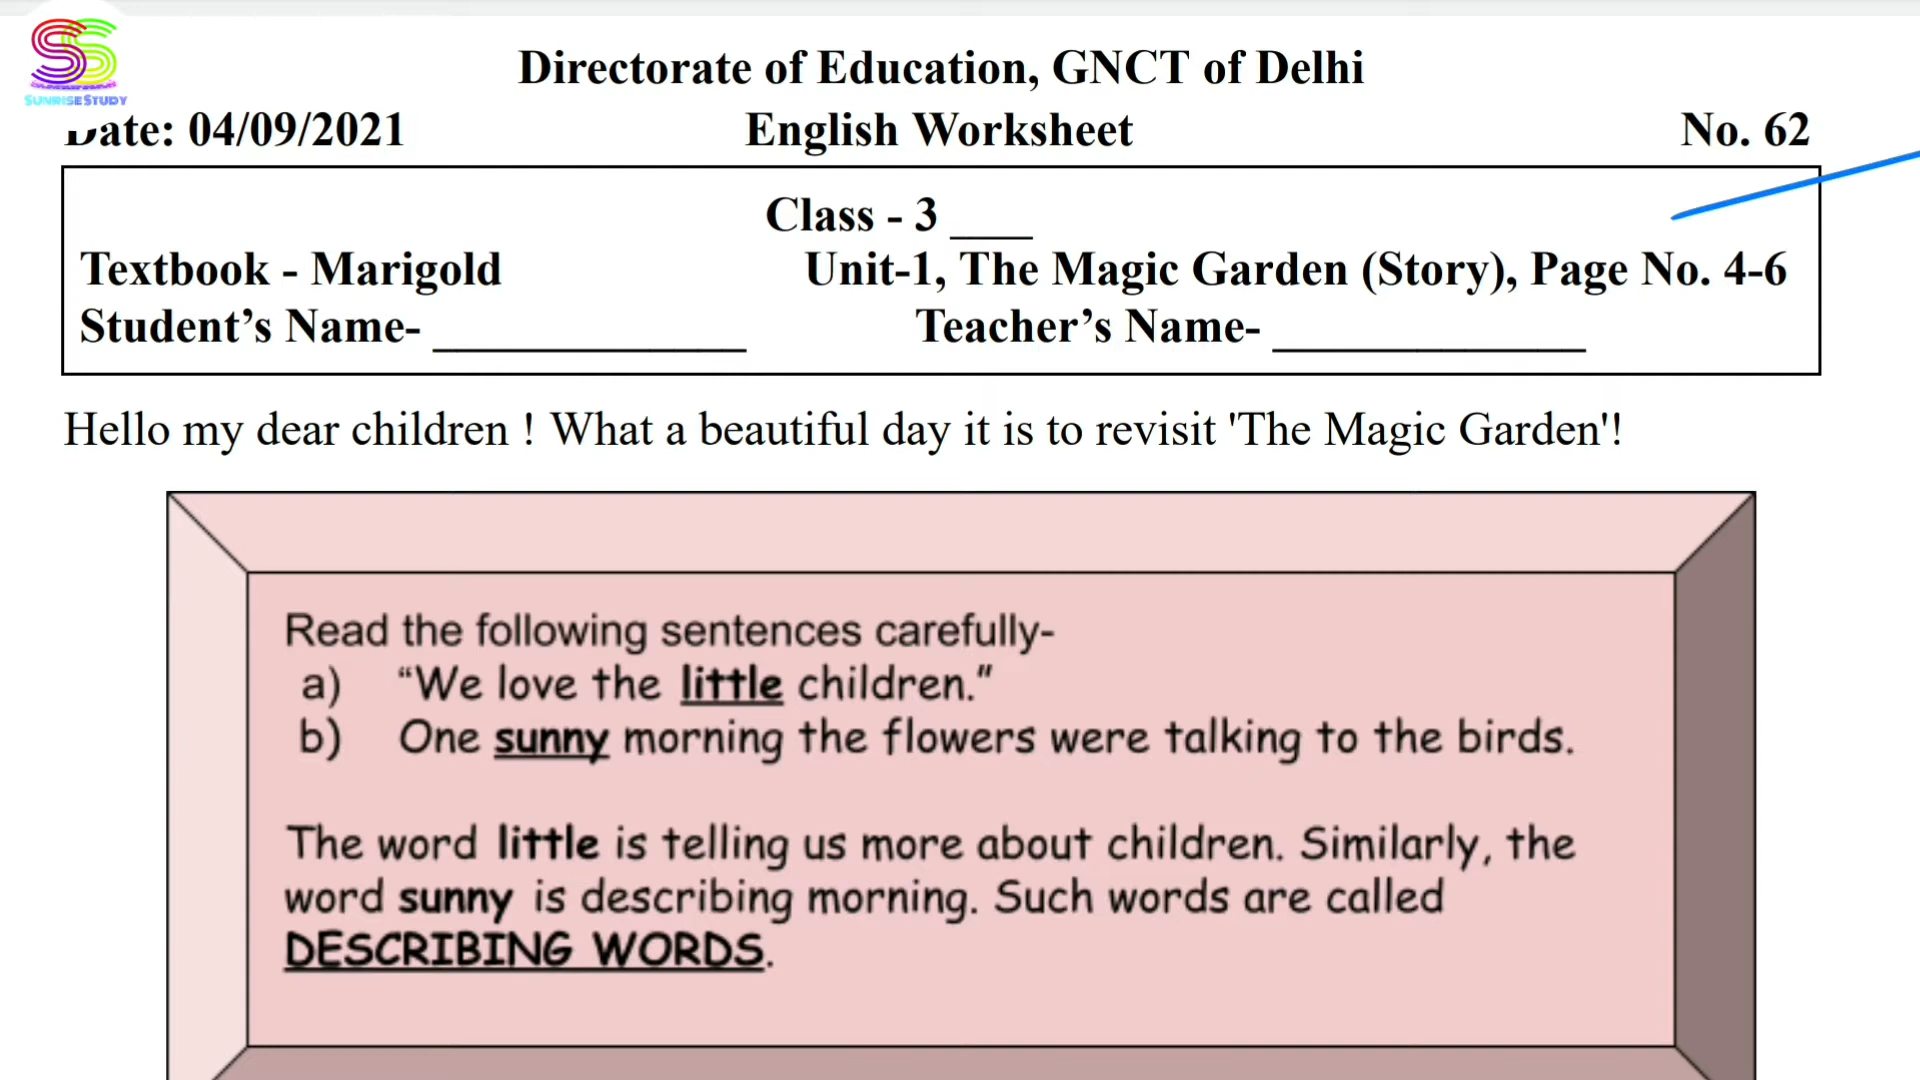 SS
SUNRISE STUDY
Directorate of Education, GNCT of Delhi
Date: 04/09/2021 English Worksheet No. 62
Class - 3 ____
Textbook - Marigold Unit-1, The Magic Garden (Story), Page No. 4-6
Student’s Name- _____________ Teacher’s Name- _____________
Hello my dear children ! What a beautiful day it is to revisit 'The Magic Garden'!
Read the following sentences carefully-
a) “We love the little children.”
b) One sunny morning the flowers were talking to the birds.
The word little is telling us more about children. Similarly, the
word sunny is describing morning. Such words are called
DESCRIBING WORDS.